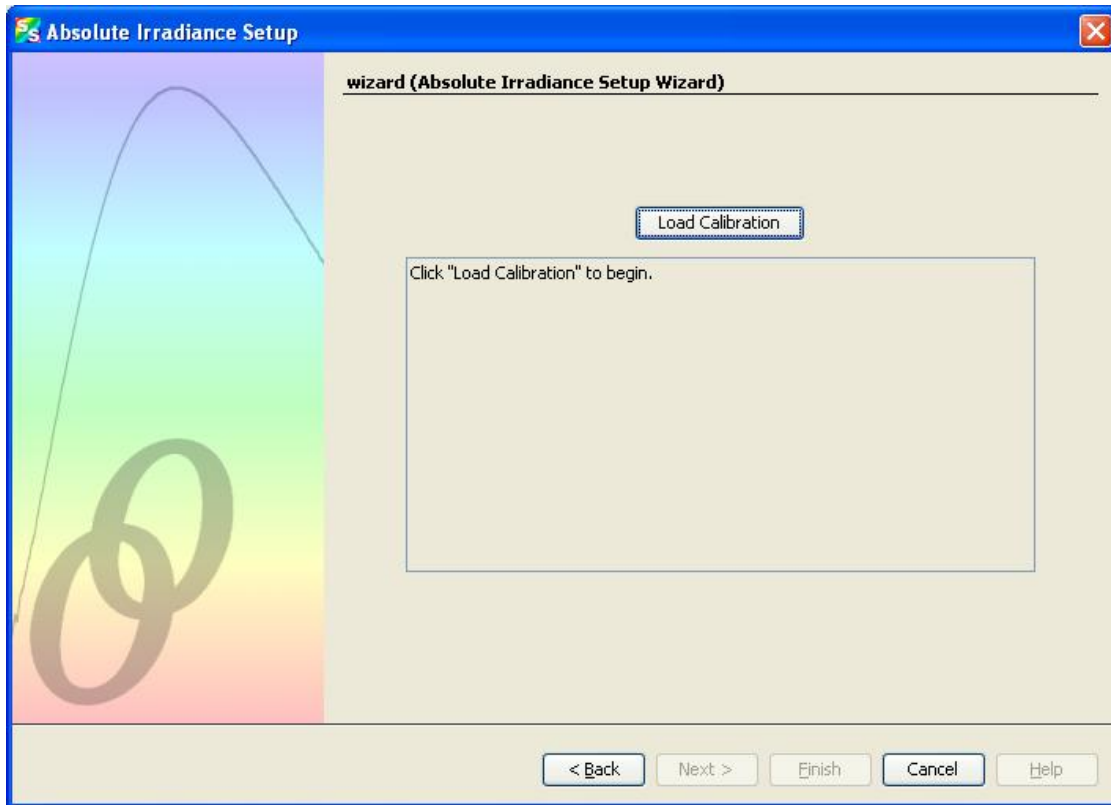 Absolute Irradiance Setup
wizard (Absolute Irradiance Setup Wizard)
Load Calibration
Click "Load Calibration" to begin.
OO
< Back Next > Finish Cancel Help